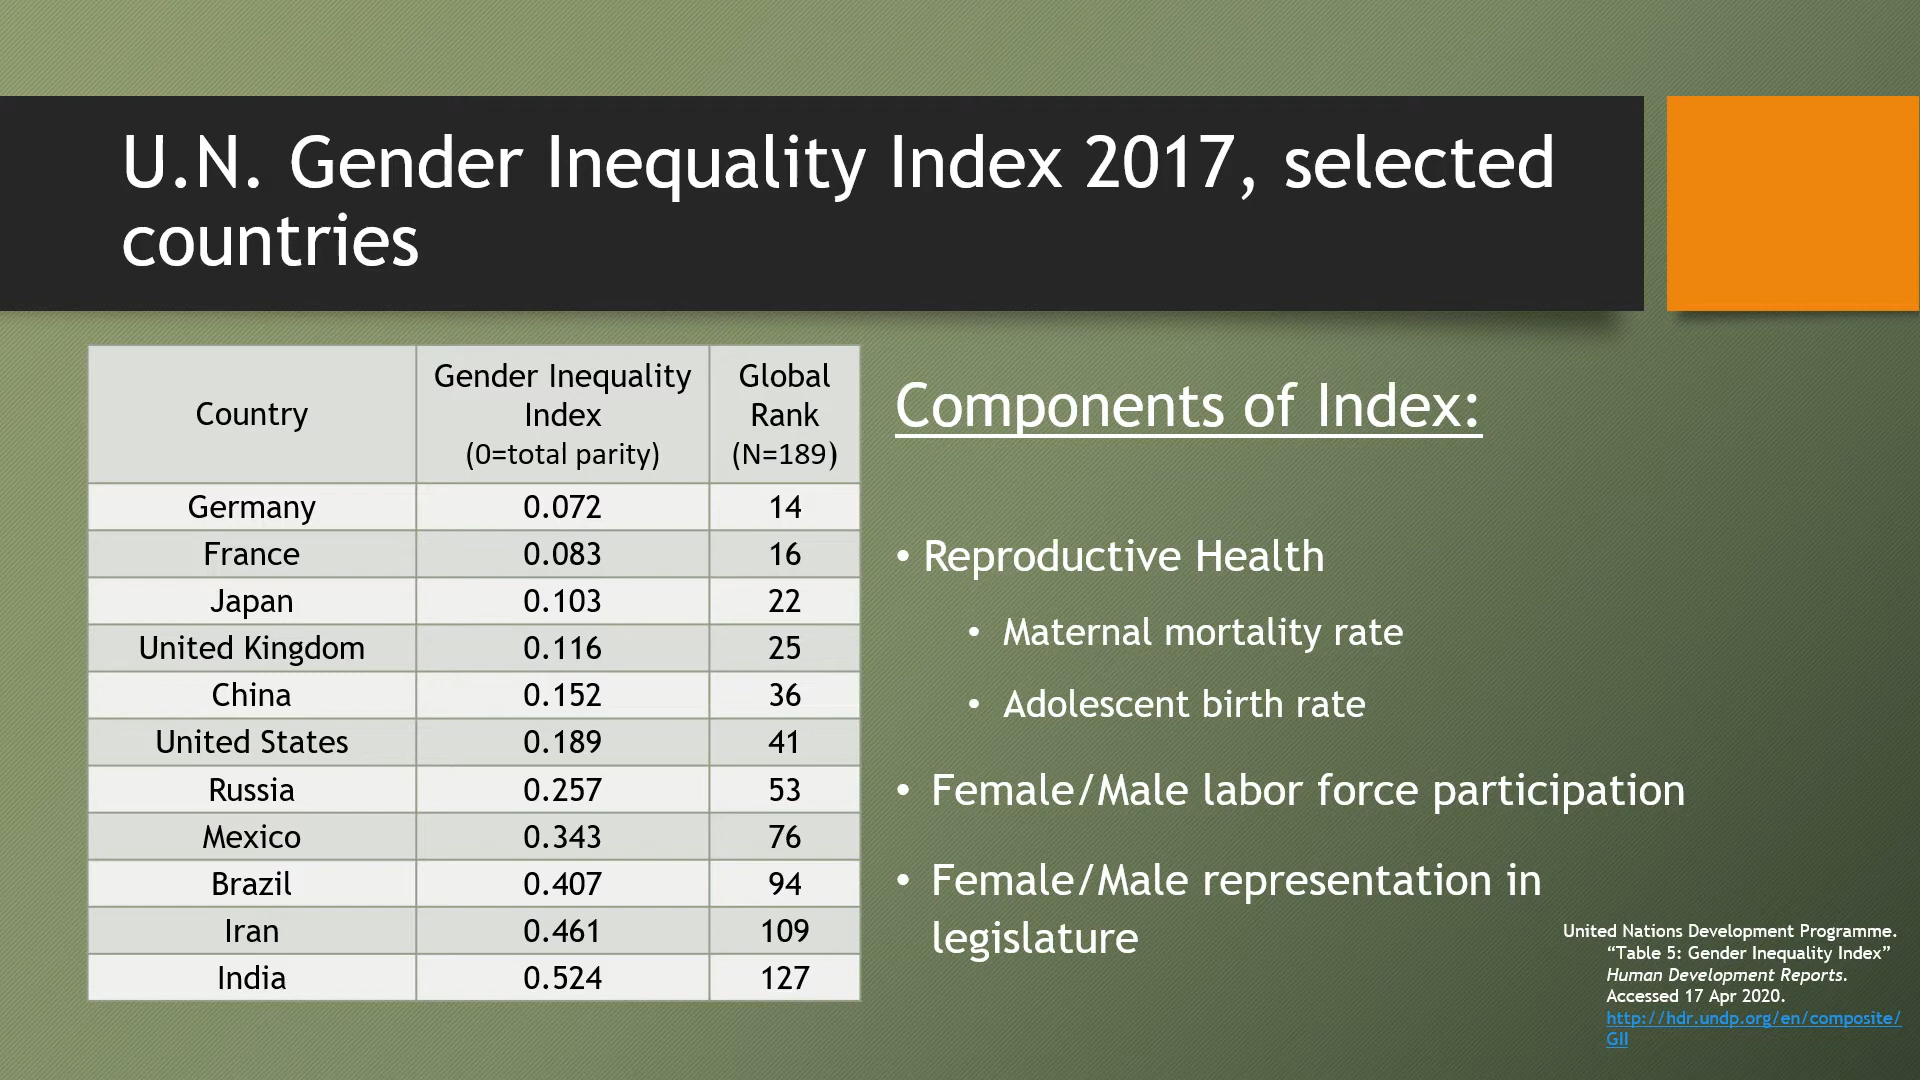 U.N. Gender Inequality Index 2017, selected
countries
Country
Gender Inequality
Index
(0=total parity)
Global
Rank
(N=189)
Germany 0.072 14
France 0.083 16
Japan 0.103 22
United Kingdom 0.116 25
China 0.152 36
United States 0.189 41
Russia 0.257 53
Mexico 0.343 76
Brazil 0.407 94
Iran 0.461 109
India 0.524 127
Components of Index:
• Reproductive Health
• Maternal mortality rate
• Adolescent birth rate
• Female/Male labor force participation
• Female/Male representation in
legislature
United Nations Development Programme.
“Table 5: Gender Inequality Index”
Human Development Reports.
Accessed 17 Apr 2020.
http://hdr.undp.org/en/composite/
GII